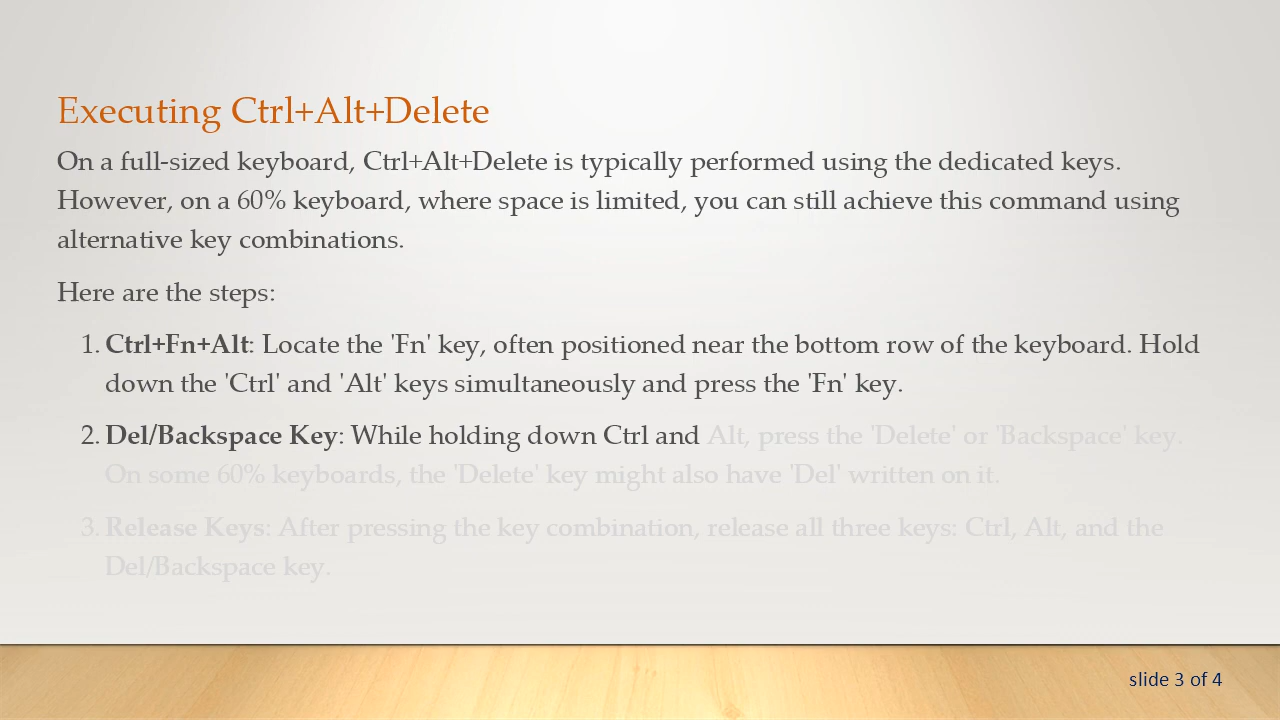 Executing Ctrl+Alt+Delete
On a full-sized keyboard, Ctrl+Alt+Delete is typically performed using the dedicated keys.
However, on a 60% keyboard, where space is limited, you can still achieve this command using
alternative key combinations.
Here are the steps:
1. Ctrl+Fn+Alt: Locate the 'Fn' key, often positioned near the bottom row of the keyboard. Hold
down the 'Ctrl' and 'Alt' keys simultaneously and press the 'Fn' key.
2. Del/Backspace Key: While holding down Ctrl and Alt, press the 'Delete' or 'Backspace' key.
On some 60% keyboards, the 'Delete' key might also have 'Del' written on it.
3. Release Keys: After pressing the key combination, release all three keys: Ctrl, Alt, and the
Del/Backspace key.
slide 3 of 4